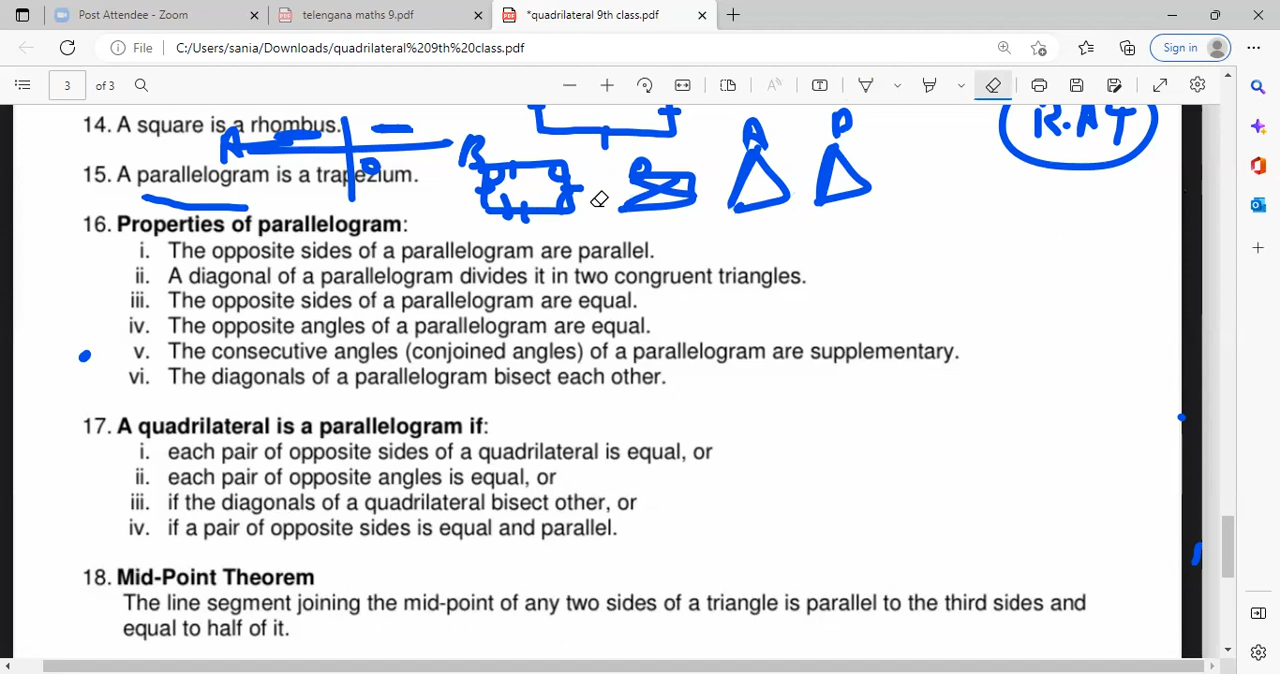 Post Attendee - Zoom
telengana maths 9.pdf
*quadrilateral 9th class.pdf
File
C:/Users/sania/Downloads/quadrilateral%209th%20class.pdf
Sign in
3
of 3
14. A square is a rhombus.
A
B
O
A
D
R.A.T
15. A parallelogram is a trapezium.
16. Properties of parallelogram:
i. The opposite sides of a parallelogram are parallel.
ii. A diagonal of a parallelogram divides it in two congruent triangles.
iii. The opposite sides of a parallelogram are equal.
iv. The opposite angles of a parallelogram are equal.
v. The consecutive angles (conjoined angles) of a parallelogram are supplementary.
vi. The diagonals of a parallelogram bisect each other.
17. A quadrilateral is a parallelogram if:
i. each pair of opposite sides of a quadrilateral is equal, or
ii. each pair of opposite angles is equal, or
iii. if the diagonals of a quadrilateral bisect other, or
iv. if a pair of opposite sides is equal and parallel.
18. Mid-Point Theorem
The line segment joining the mid-point of any two sides of a triangle is parallel to the third sides and
equal to half of it.